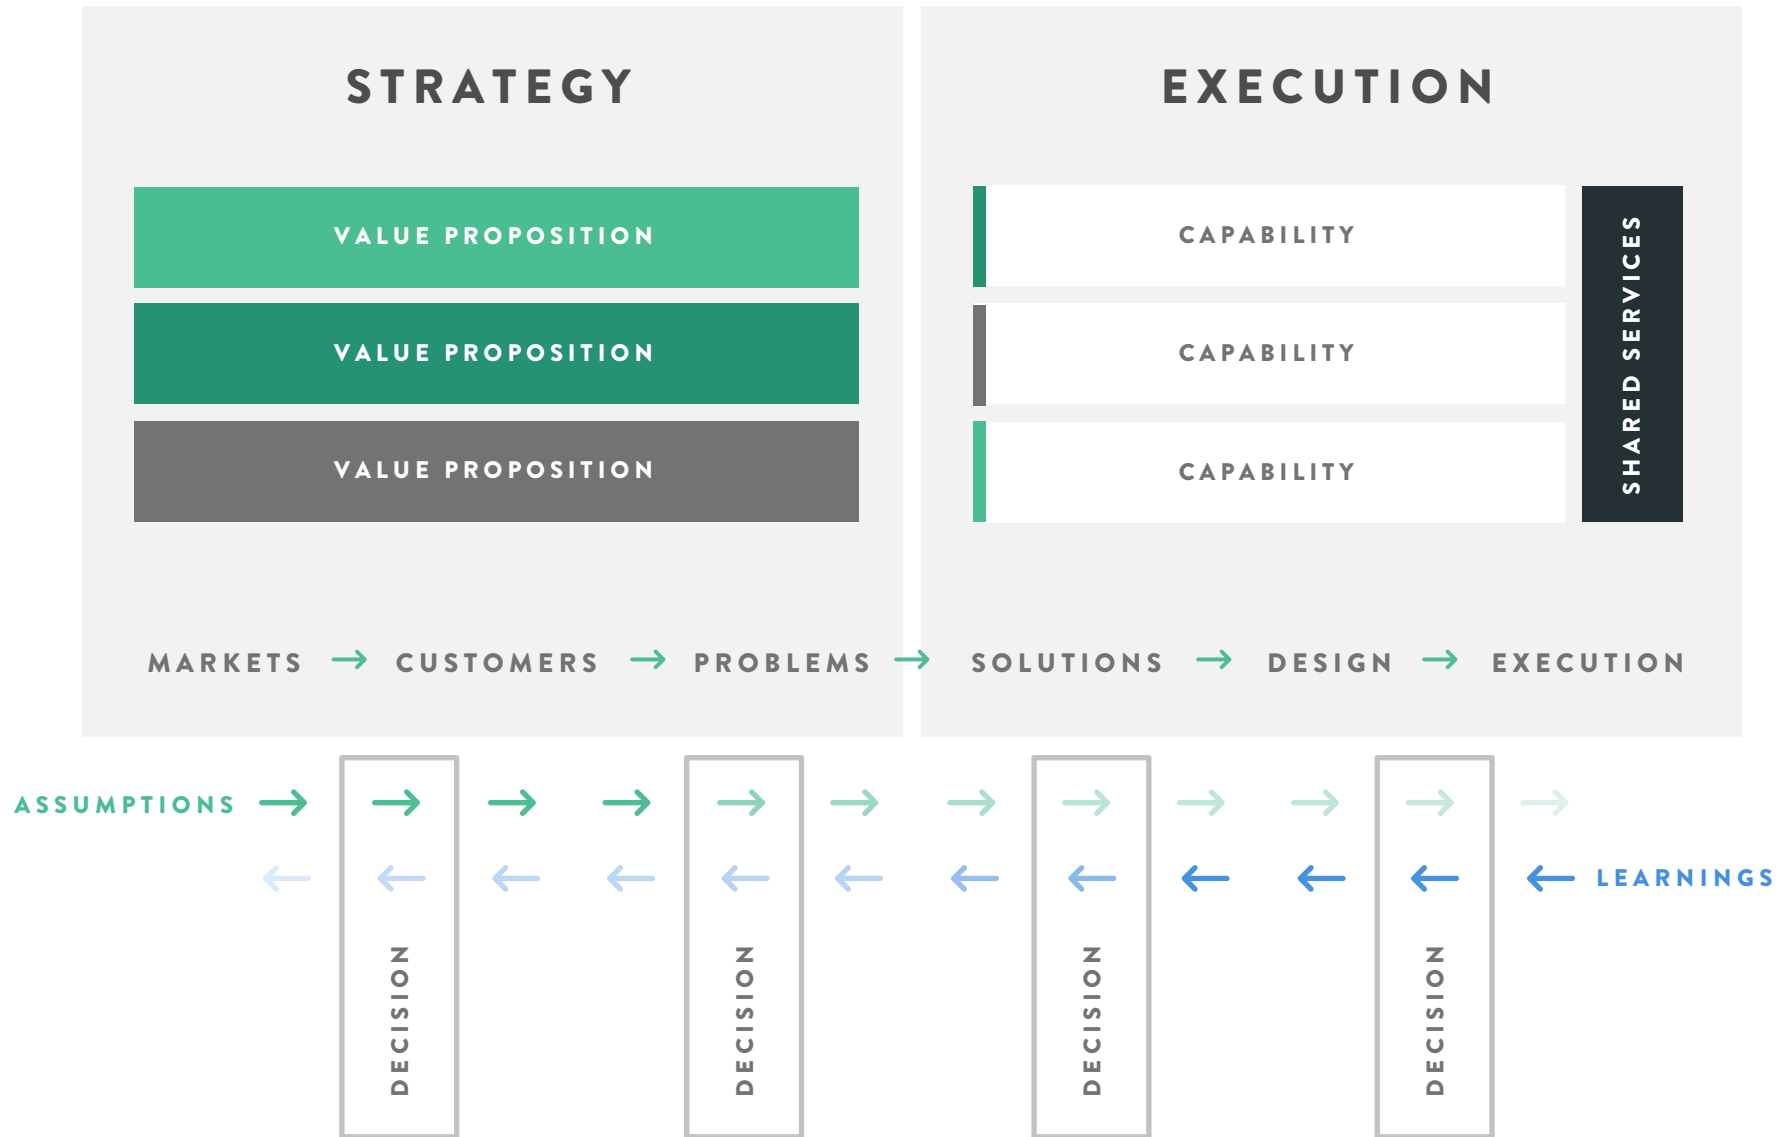 STRATEGY
VALUE PROPOSITION
VALUE PROPOSITION
VALUE PROPOSITION
EXECUTION
CAPABILITY
CAPABILITY
CAPABILITY
SHARED SERVICES
MARKETS → CUSTOMERS → PROBLEMS → SOLUTIONS → DESIGN → EXECUTION
ASSUMPTIONS
LEARNINGS
DECISION
DECISION
DECISION
DECISION